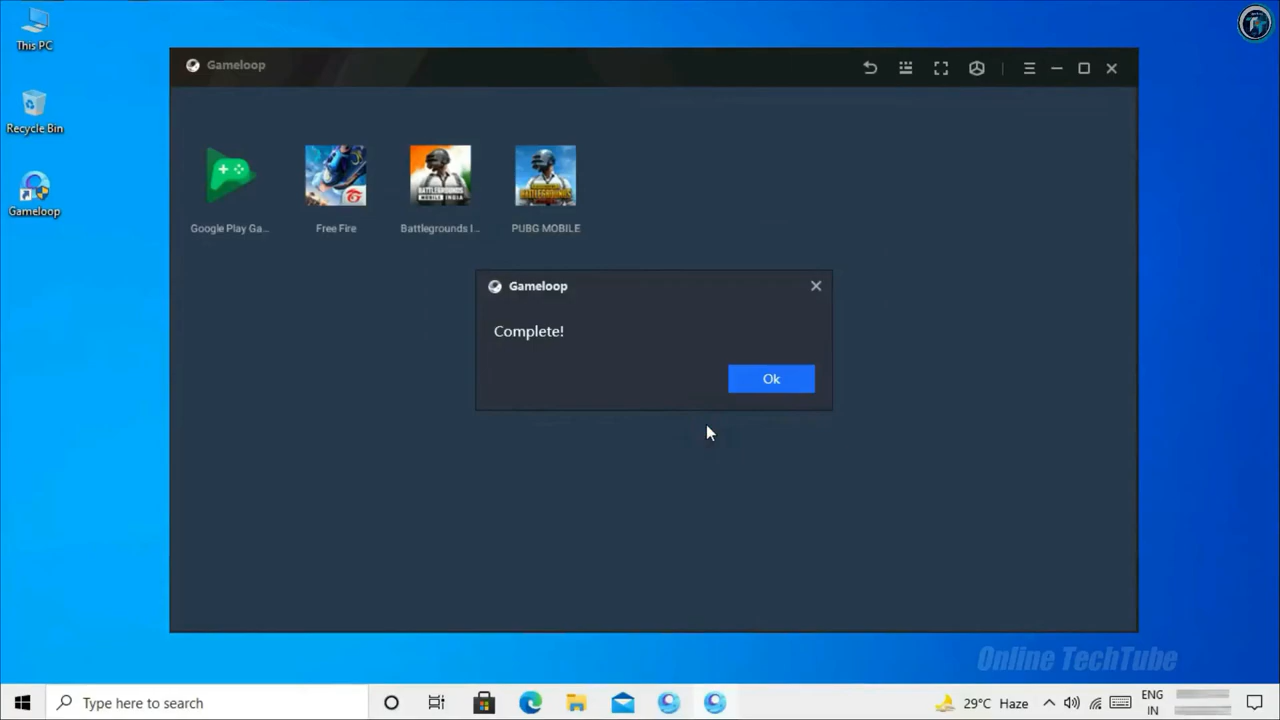 This PC
Recycle Bin
Gameloop
Gameloop
Google Play Ga...
Free Fire
Battlegrounds I...
PUBG MOBILE
Gameloop
Complete!
Ok
Online TechTube
Type here to search
29°C Haze
ENG
IN